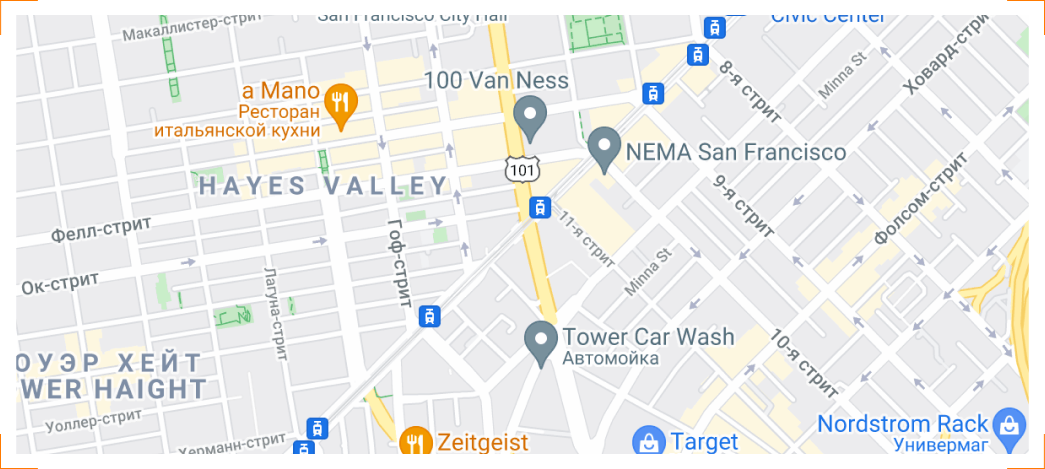 San Francisco City Hall
Civic Center
Макаллистер-стрит
8-я стрит
Minna St
Ховард-стрит
100 Van Ness
a Mano
Ресторан
итальянской кухни
NEMA San Francisco
101
HAYES VALLEY
9-я стрит
Фолсом-стрит
Фелл-стрит
Гоф-стрит
11-я стрит
Minna St
Ок-стрит
Лагуна-стрит
Tower Car Wash
Автомойка
10-я стрит
ОУЭР ХЕЙТ
WER HAIGHT
Уоллер-стрит
Херманн-стрит
Zeitgeist
Target
Nordstrom Rack
Универмаг